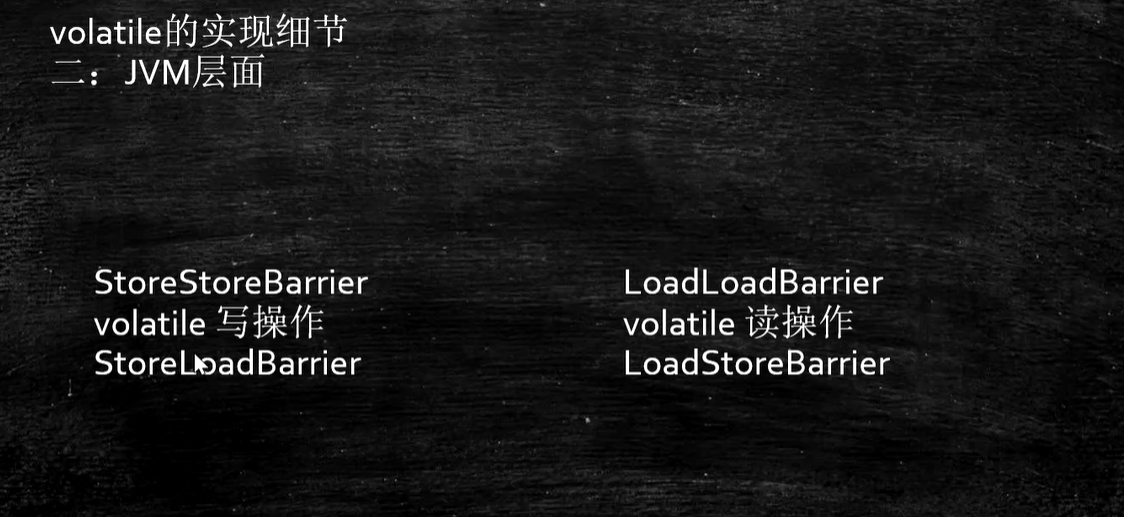 volatile的实现细节
二：JVM层面
StoreStoreBarrier
volatile 写操作
StoreLoadBarrier
LoadLoadBarrier
volatile 读操作
LoadStoreBarrier